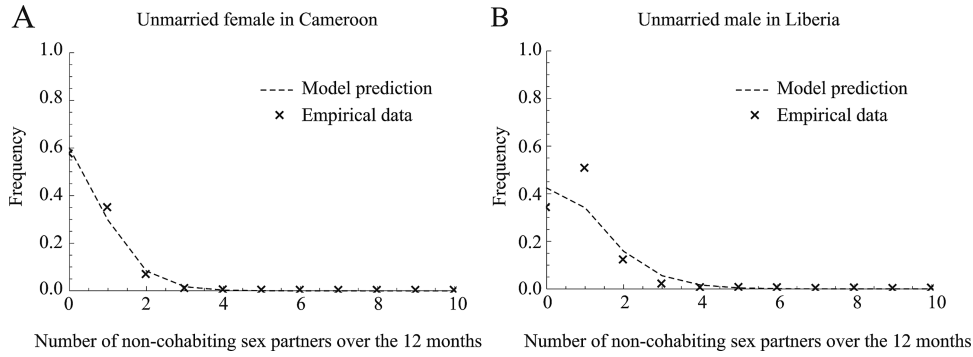 A
Unmarried female in Cameroon
1.0
0.8
0.6
0.4
0.2
0.0
Frequency
Model prediction
Empirical data
0 2 4 6 8 10
Number of non-cohabiting sex partners over the 12 months
B
Unmarried male in Liberia
1.0
0.8
0.6
0.4
0.2
0.0
Frequency
Model prediction
Empirical data
0 2 4 6 8 10
Number of non-cohabiting sex partners over the 12 months